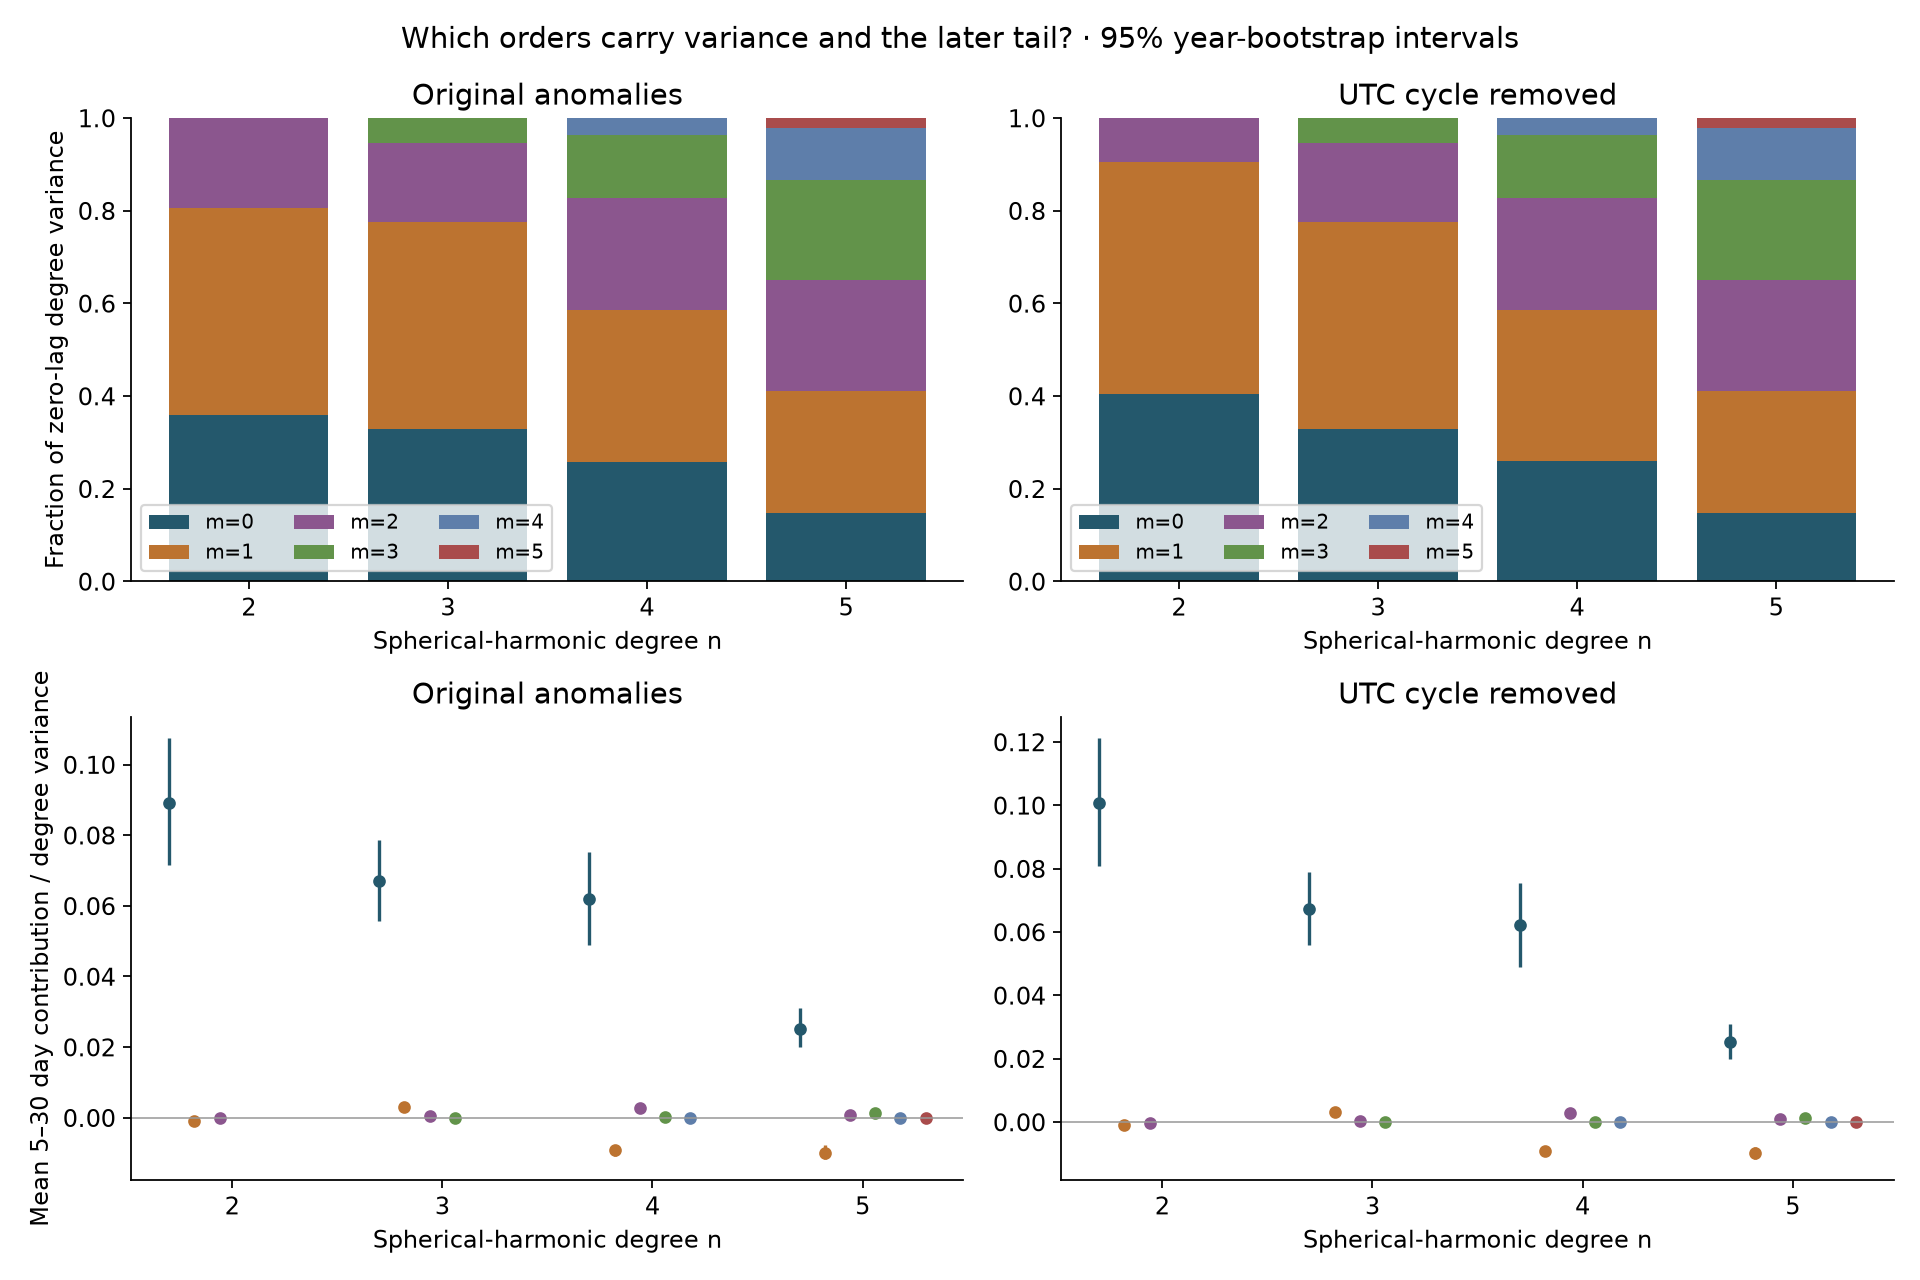 Which orders carry variance and the later tail? · 95% year-bootstrap intervals
Original anomalies
Fraction of zero-lag degree variance
1.0
0.8
0.6
0.4
0.2
0.0
m=0 m=2 m=4
m=1 m=3 m=5
2 3 4 5
Spherical-harmonic degree n
UTC cycle removed
1.0
0.8
0.6
0.4
0.2
0.0
m=0 m=2 m=4
m=1 m=3 m=5
2 3 4 5
Spherical-harmonic degree n
Original anomalies
Mean 5–30 day contribution / degree variance
0.10
0.08
0.06
0.04
0.02
0.00
2 3 4 5
Spherical-harmonic degree n
UTC cycle removed
0.12
0.10
0.08
0.06
0.04
0.02
0.00
2 3 4 5
Spherical-harmonic degree n